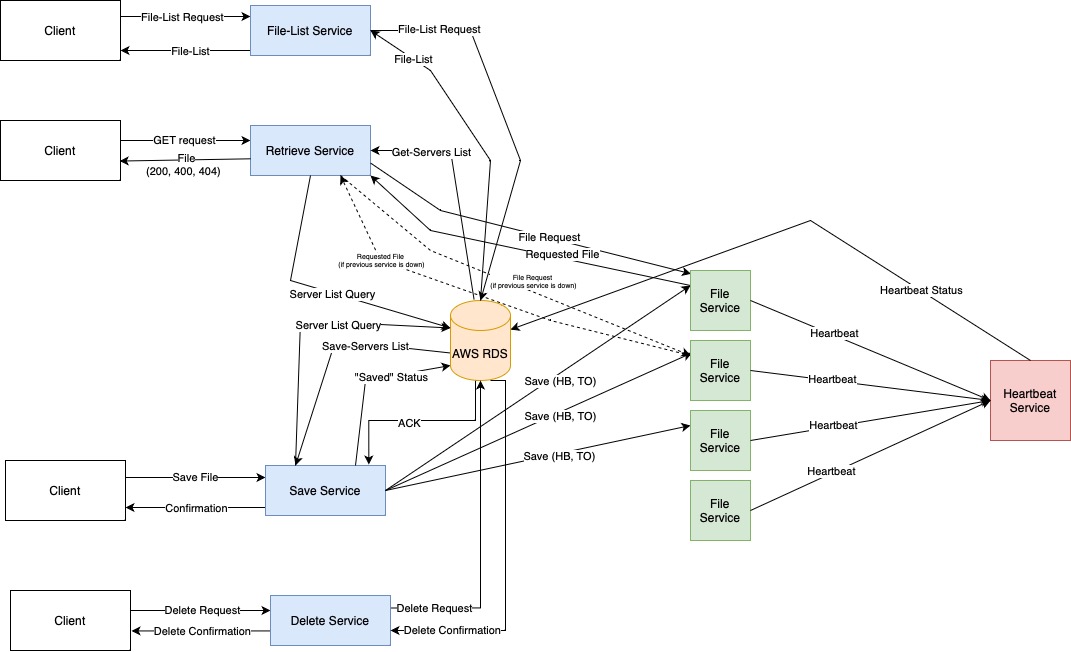 Client
File-List Request
File-List
File-List Service
File-List Request
File-List
Client
GET request
File
(200, 400, 404)
Retrieve Service
Get-Servers List
File Request
Requested File
Requested File
(if previous service is down)
File Request
(if previous service is down)
Server List Query
Server List Query
Save-Servers List
"Saved" Status
AWS RDS
ACK
Save (HB, TO)
Save (HB, TO)
Save (HB, TO)
File
Service
File
Service
File
Service
File
Service
Heartbeat Status
Heartbeat
Heartbeat
Heartbeat
Heartbeat
Heartbeat
Service
Client
Save File
Confirmation
Save Service
Client
Delete Request
Delete Confirmation
Delete Service
Delete Request
Delete Confirmation